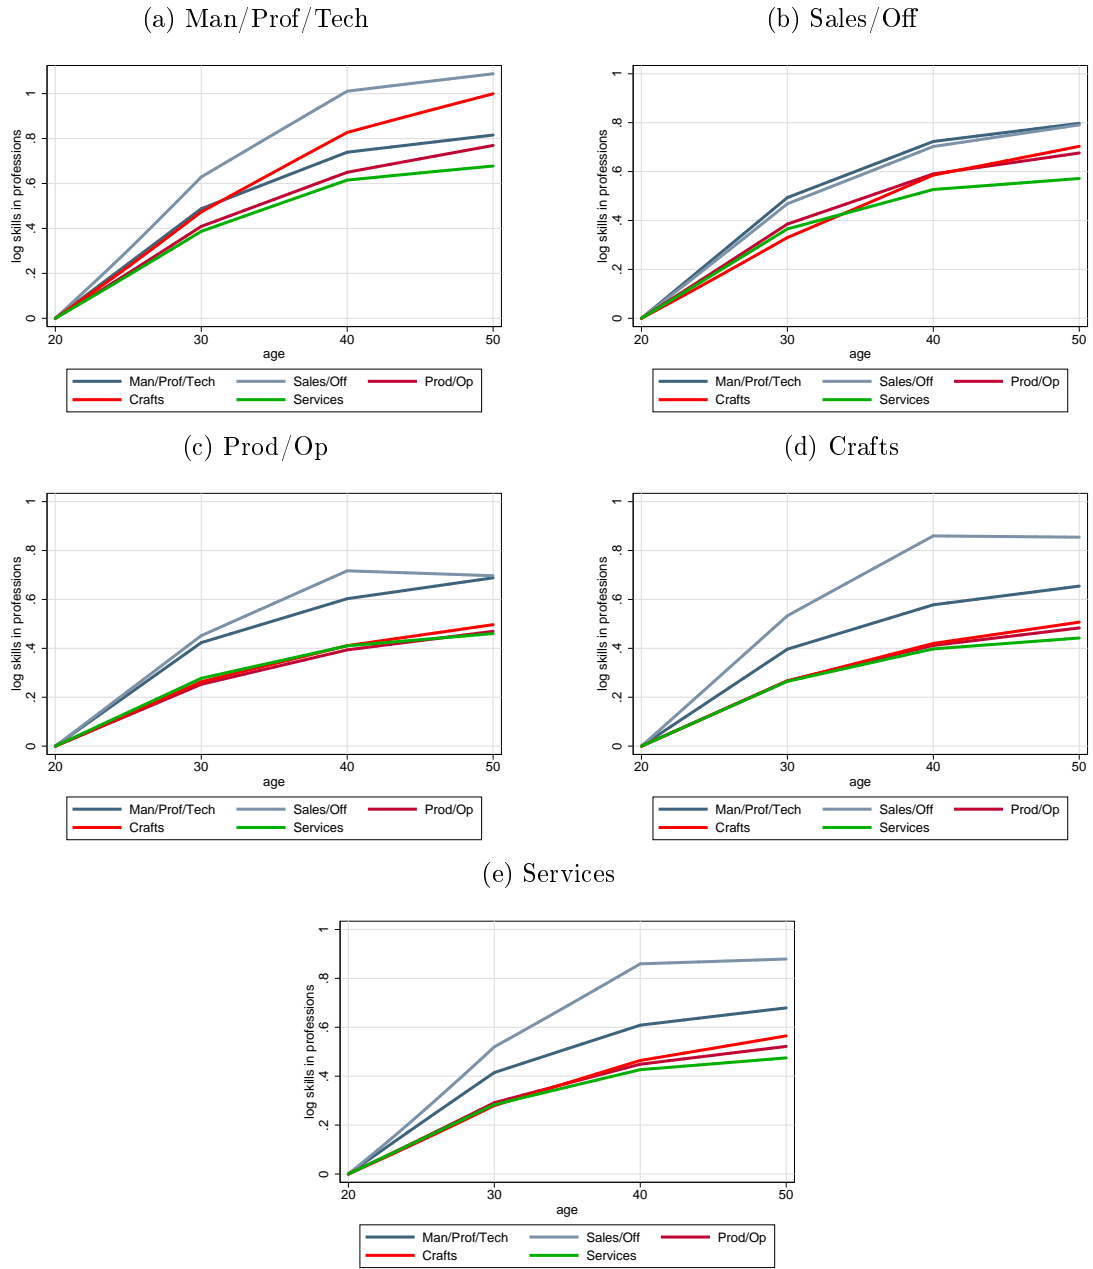 (a) Man/Prof/Tech
log skills in professions
0 .2 .4 .6 .8 1
20 30 40 50
age
Man/Prof/Tech Sales/Off Prod/Op
Crafts Services
(b) Sales/Off
log skills in professions
0 .2 .4 .6 .8 1
20 30 40 50
age
Man/Prof/Tech Sales/Off Prod/Op
Crafts Services
(c) Prod/Op
log skills in professions
0 .2 .4 .6 .8 1
20 30 40 50
age
Man/Prof/Tech Sales/Off Prod/Op
Crafts Services
(d) Crafts
log skills in professions
0 .2 .4 .6 .8 1
20 30 40 50
age
Man/Prof/Tech Sales/Off Prod/Op
Crafts Services
(e) Services
log skills in professions
0 .2 .4 .6 .8 1
20 30 40 50
age
Man/Prof/Tech Sales/Off Prod/Op
Crafts Services